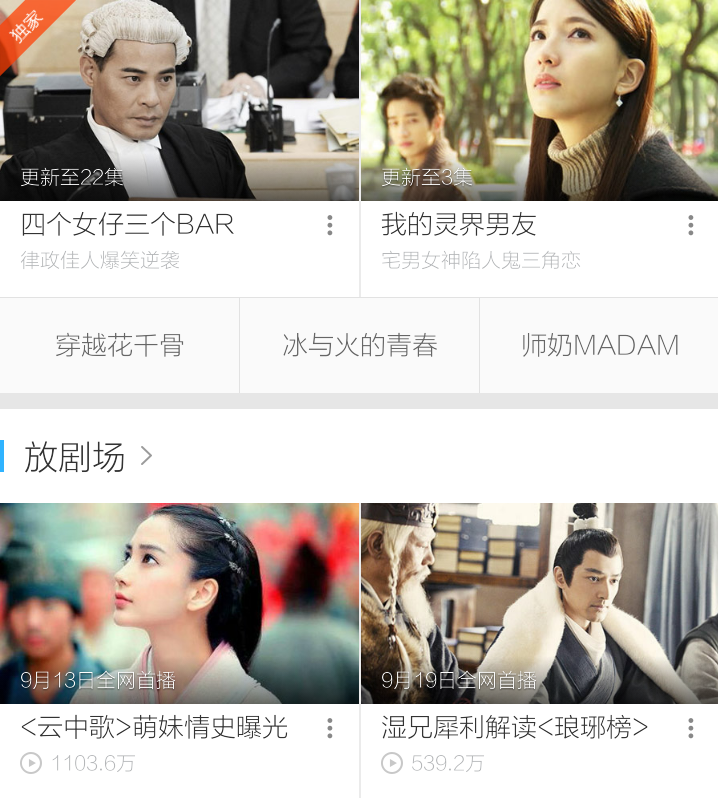 独家
更新至22集
更新至3集
四个女仔三个BAR
我的灵界男友
律政佳人爆笑逆袭
宅男女神陷人鬼三角恋
穿越花千骨
冰与火的青春
师奶MADAM
放剧场
9月13日全网首播
9月19日全网首播
<云中歌>萌妹情史曝光
湿兄犀利解读<琅琊榜>
1103.6万
539.2万